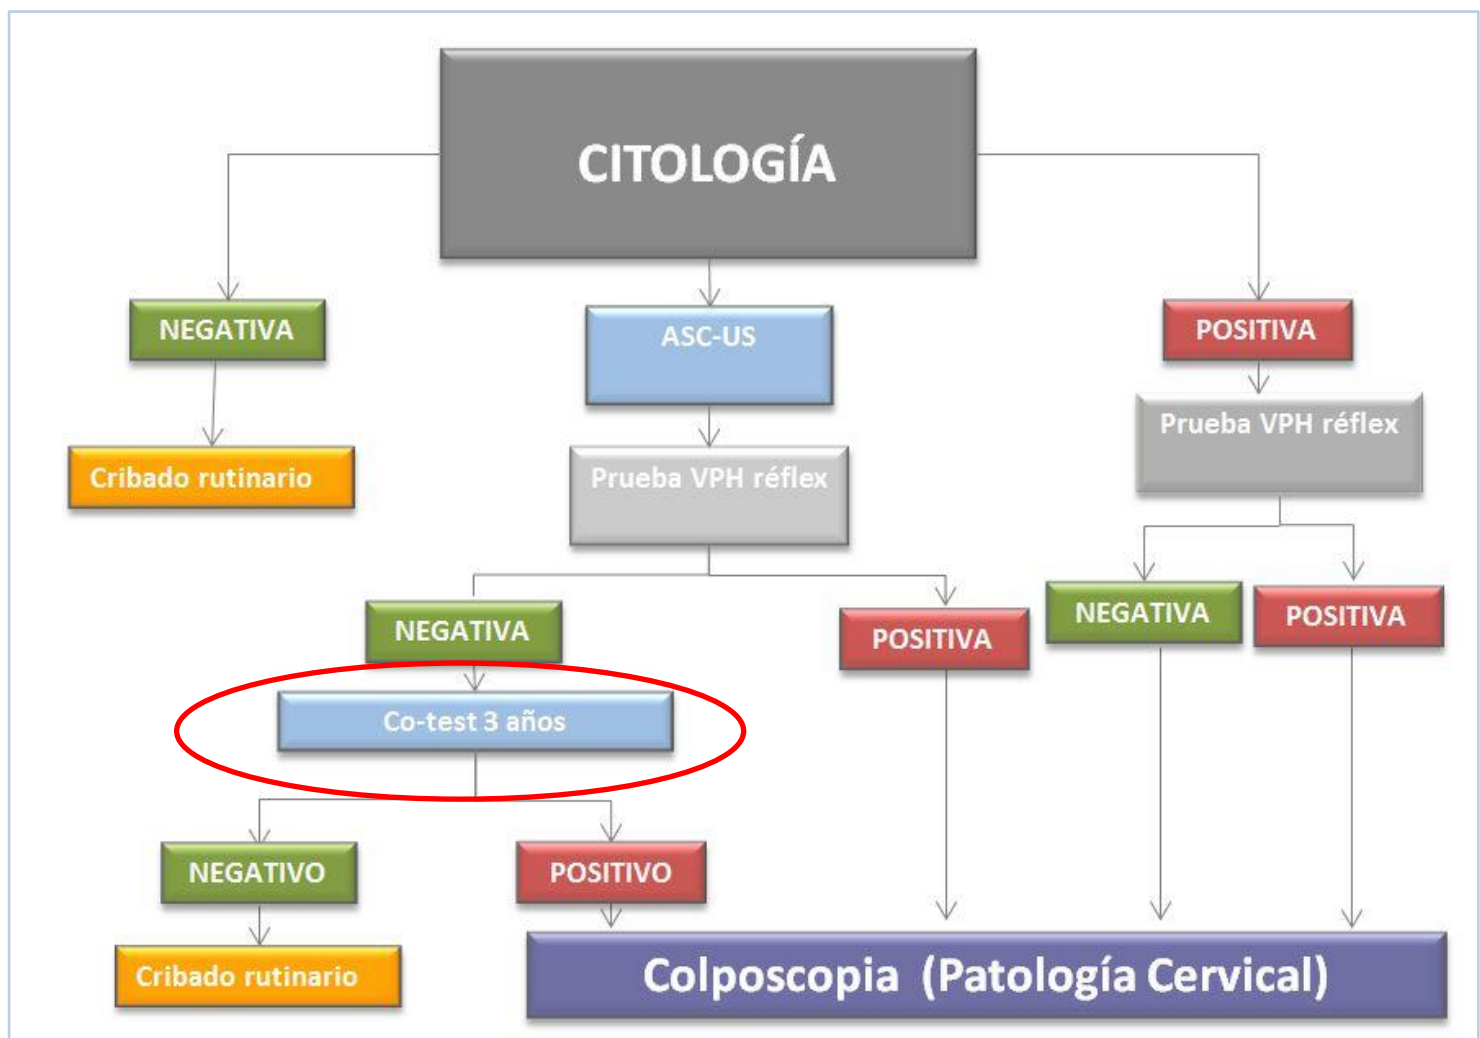 CITOLOGÍA
NEGATIVA
ASC-US
POSITIVA
Cribado rutinario
Prueba VPH réflex
Prueba VPH réflex
NEGATIVA
POSITIVA
NEGATIVA
POSITIVA
Co-test 3 años
NEGATIVO
POSITIVO
Cribado rutinario
Colposcopia (Patología Cervical)